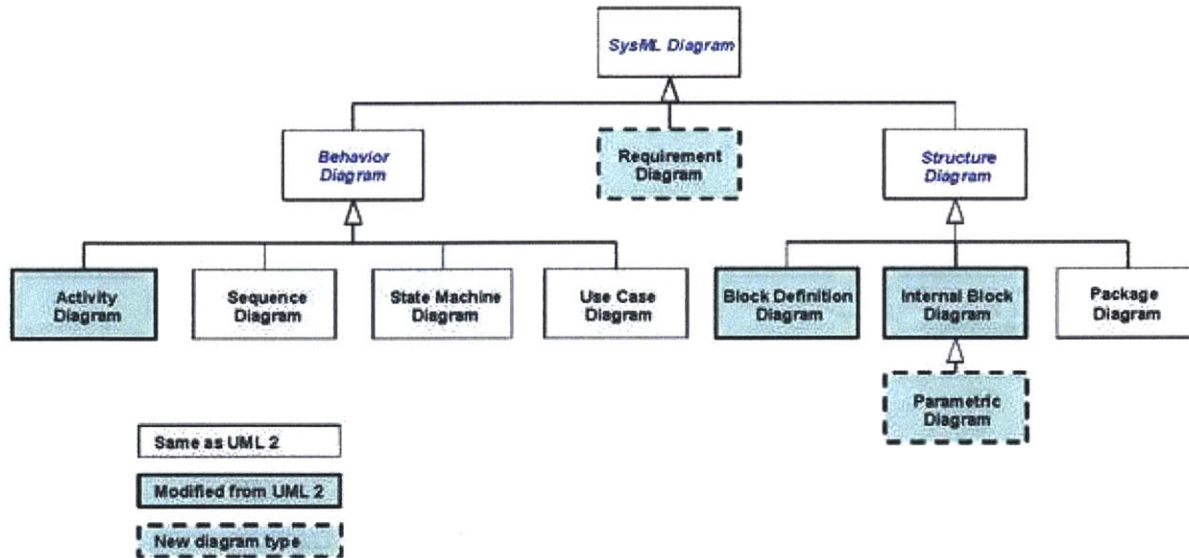 SysML Diagram
Behavior
Diagram
Requirement
Diagram
Structure
Diagram
Activity
Diagram
Sequence
Diagram
State Machine
Diagram
Use Case
Diagram
Block Definition
Diagram
Internal Block
Diagram
Package
Diagram
Parametric
Diagram
Same as UML 2
Modified from UML 2
New diagram type